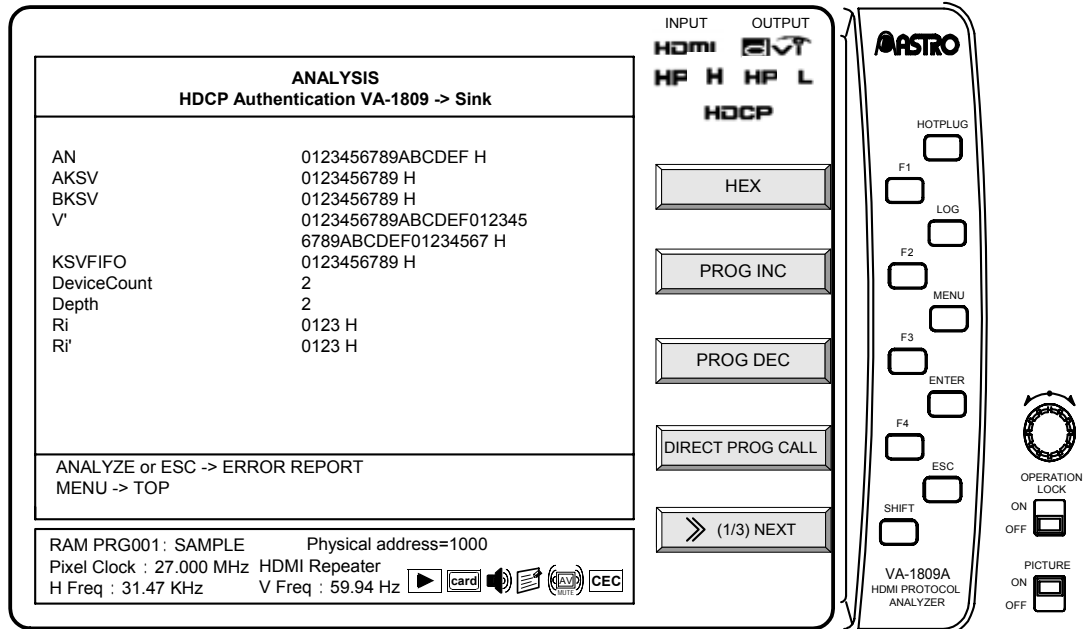 ANALYSIS
HDCP Authentication VA-1809 -> Sink
AN 0123456789ABCDEF H
AKSV 0123456789 H
BKSV 0123456789 H
V' 0123456789ABCDEF012345
6789ABCDEF01234567 H
KSVFIFO 0123456789 H
DeviceCount 2
Depth 2
Ri 0123 H
Ri' 0123 H
ANALYZE or ESC -> ERROR REPORT
MENU -> TOP
RAM PRG001: SAMPLE Physical address=1000
Pixel Clock : 27.000 MHz HDMI Repeater
H Freq : 31.47 KHz V Freq : 59.94 Hz card AV MUTE CEC
INPUT OUTPUT
HDMI DVI
HP H HP L
HDCP
HEX
PROG INC
PROG DEC
DIRECT PROG CALL
(1/3) NEXT
ASTRO
HOTPLUG
F1
LOG
F2
MENU
F3
ENTER
F4
ESC
SHIFT
VA-1809A
HDMI PROTOCOL
ANALYZER
OPERATION
LOCK
ON
OFF
PICTURE
ON
OFF